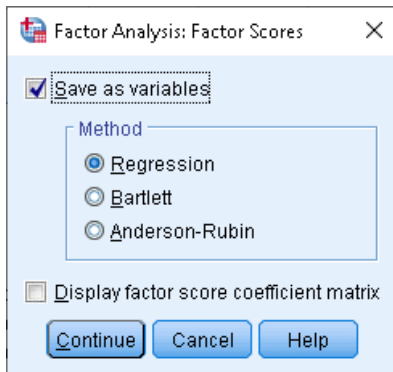 Factor Analysis: Factor Scores
Save as variables
Method
Regression
Bartlett
Anderson-Rubin
Display factor score coefficient matrix
Continue Cancel Help